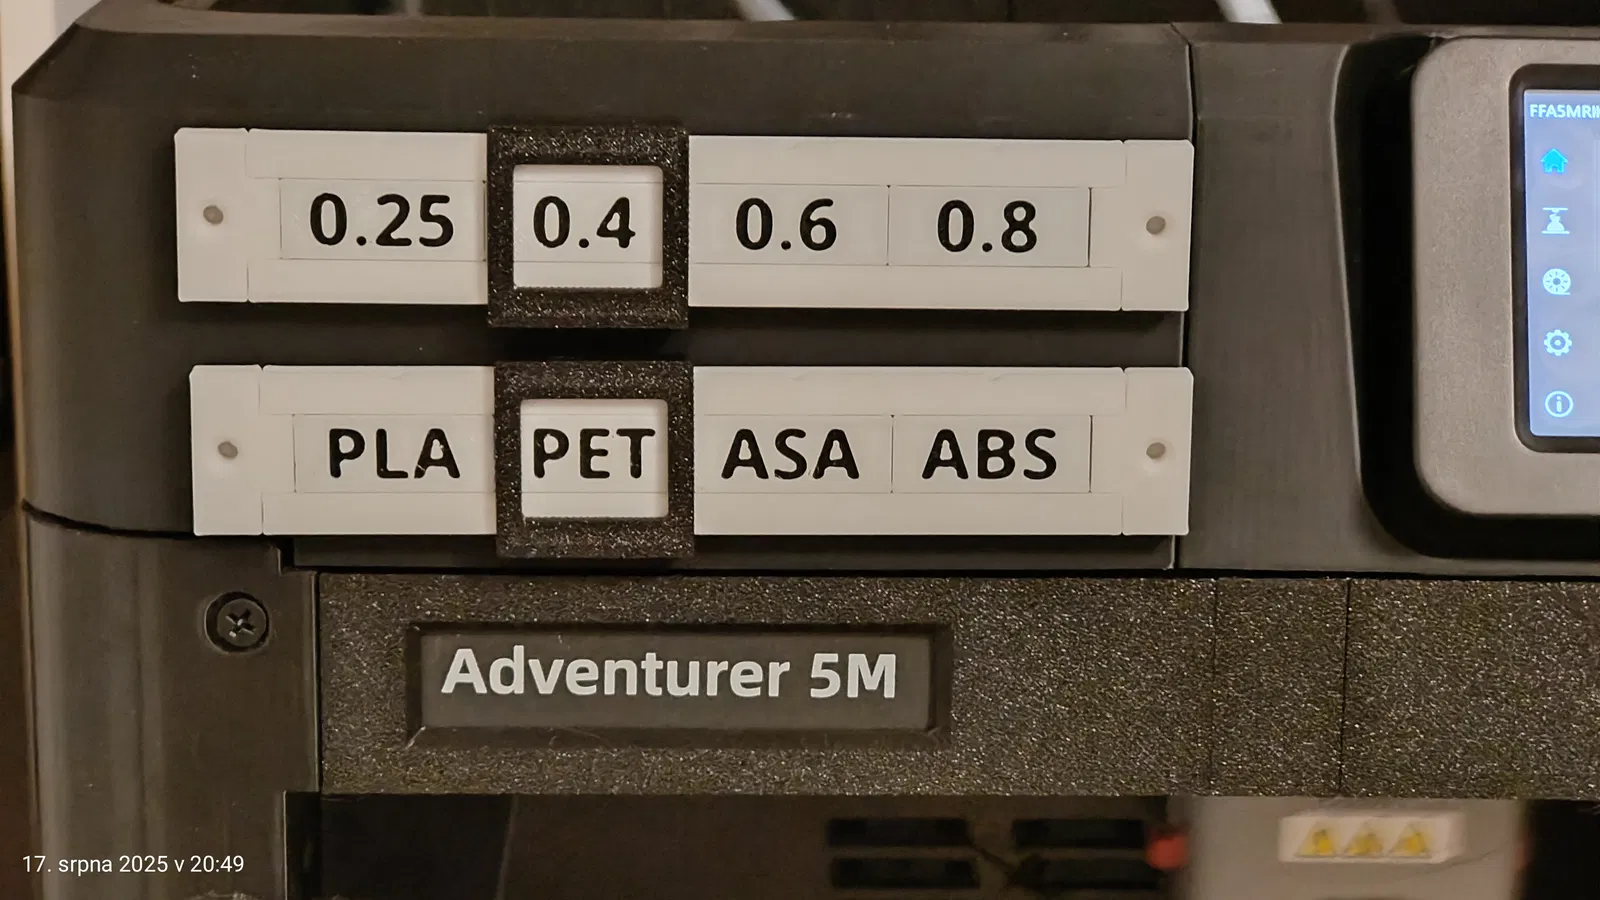 0.25 0.4 0.6 0.8
PLA PET ASA ABS
Adventurer 5M
17. srpna 2025 v 20:49